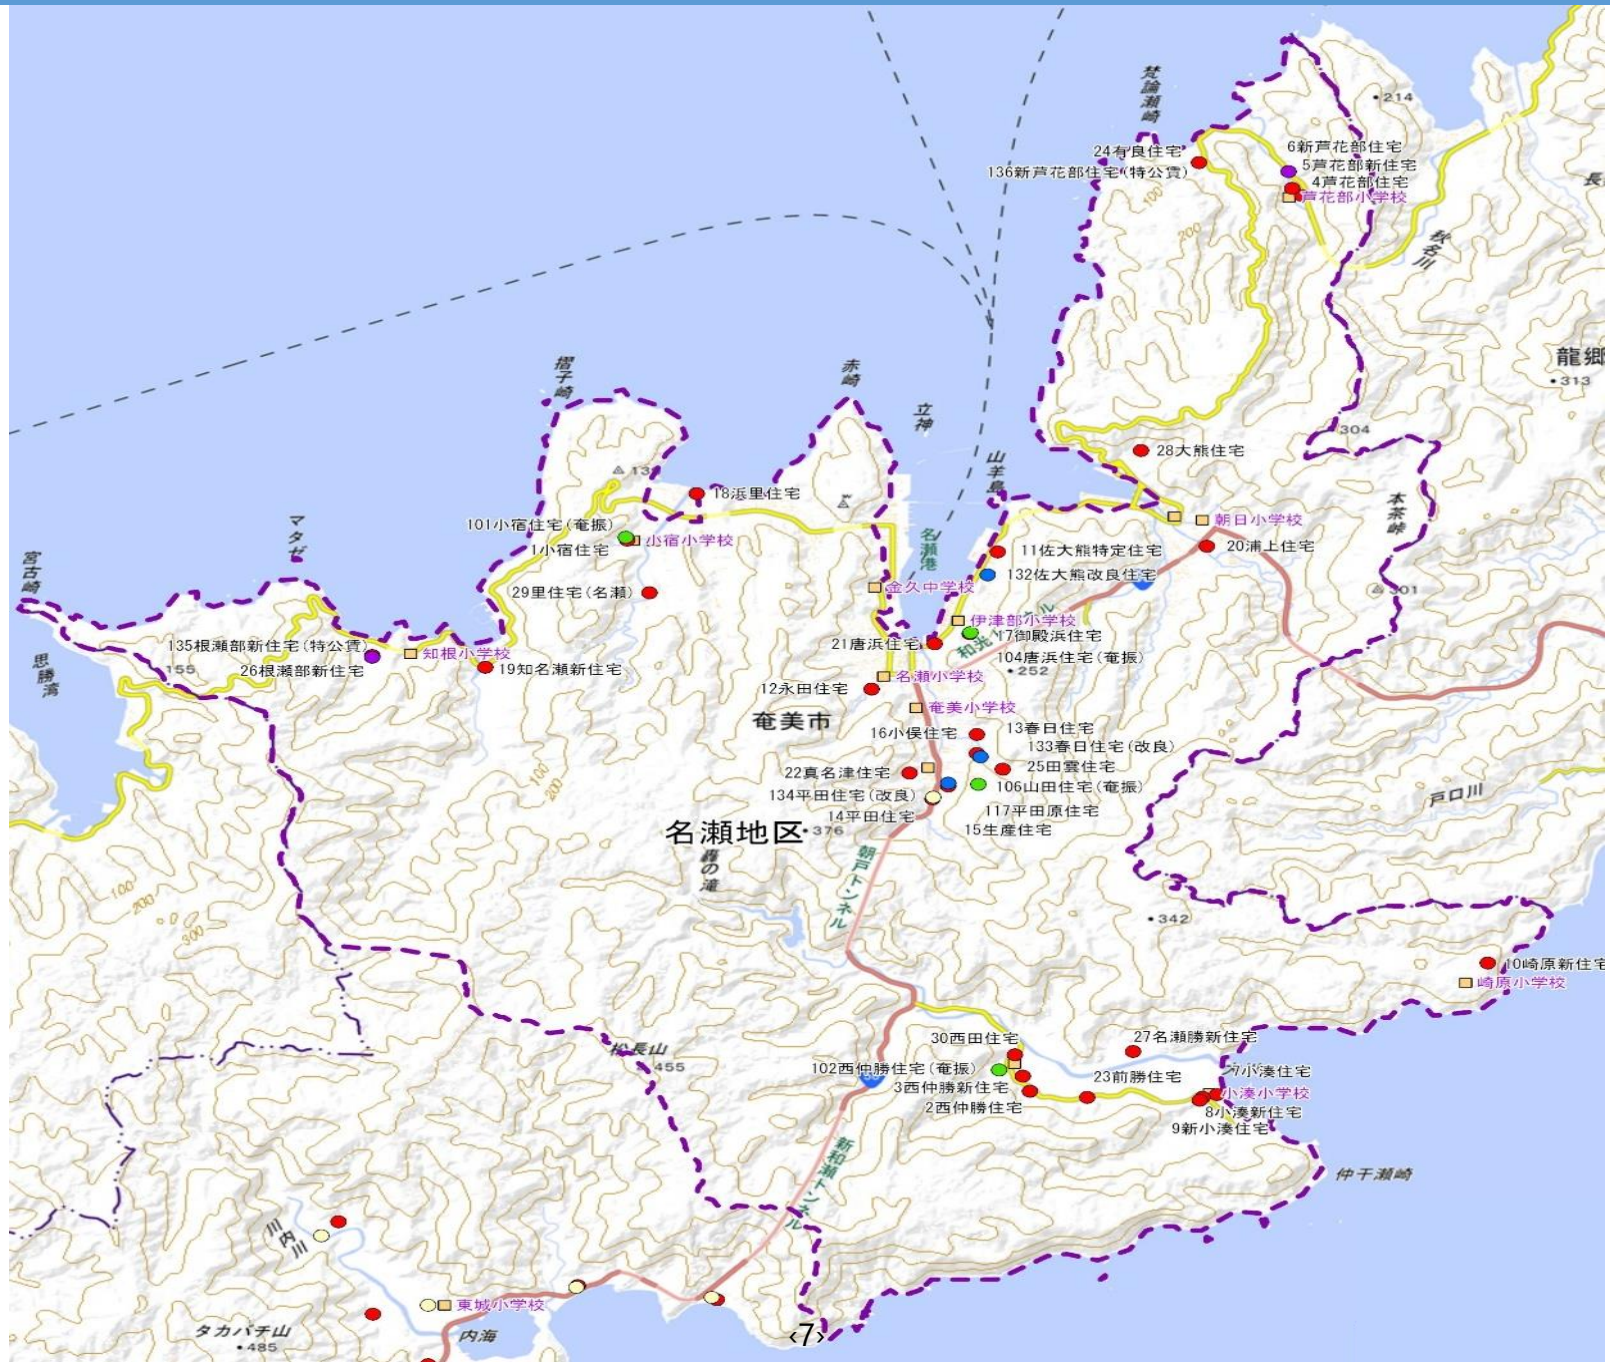 梵論瀬崎
214
24有良住宅
136新芦花部住宅(特公賃)
6新芦花部住宅
5芦花部新住宅
4芦花部住宅
芦花部小学校
100
200
秋名川
長
龍郷
313
304
摺子崎
赤崎
立神
山羊島
28大熊住宅
本茶峠
18浜里住宅
101小宿住宅(奄振)
1小宿住宅
小宿小学校
マタゼ
宮古崎
名瀬港
朝日小学校
20浦上住宅
11佐大熊特定住宅
132佐大熊改良住宅
金久中学校
29里住宅(名瀬)
301
伊津部小学校
17御殿浜住宅
和光トンネル
21唐浜住宅
104唐浜住宅(奄振)
252
135根瀬部新住宅(特公賃)
26根瀬部新住宅
知根小学校
19知名瀬新住宅
思勝湾
155
名瀬小学校
12永田住宅
奄美小学校
奄美市
16小俣住宅
13春日住宅
133春日住宅(改良)
25田雲住宅
22真名津住宅
106山田住宅(奄振)
134平田住宅(改良)
117平田原住宅
14平田住宅
15生産住宅
戸口川
100
200
名瀬地区
376
朝戸トンネル
100
200
300
342
10崎原新住宅
崎原小学校
30西田住宅
27名瀬勝新住宅
松長山
455
102西仲勝住宅(奄振)
3西仲勝新住宅
2西仲勝住宅
23前勝住宅
7小湊住宅
小湊小学校
8小湊新住宅
9新小湊住宅
仲干瀬崎
新和瀬トンネル
川内川
東城小学校
タカバチ山
485
内海
‹7›